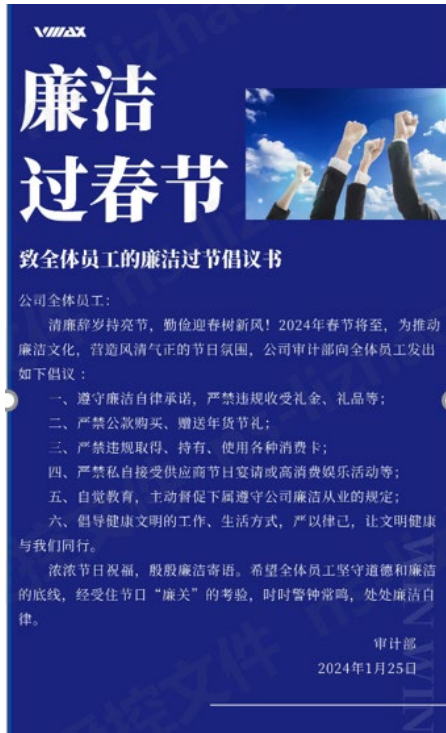 VMAX
廉洁
过春节
致全体员工的廉洁过节倡议书
公司全体员工：
清廉辞岁持亮节，勤俭迎春树新风！2024年春节将至，为推动
廉洁文化，营造风清气正的节日氛围，公司审计部向全体员工发出
如下倡议：
一、遵守廉洁自律承诺，严禁违规收受礼金、礼品等；
二、严禁公款购买、赠送年货节礼；
三、严禁违规取得、持有、使用各种消费卡；
四、严禁私自接受供应商节日宴请或高消费娱乐活动等；
五、自觉教育，主动督促下属遵守公司廉洁从业的规定；
六、倡导健康文明的工作、生活方式，严以律己，让文明健康
与我们同行。
浓浓节日祝福，殷殷廉洁寄语。希望全体员工坚守道德和廉洁
的底线，经受住节日“廉关”的考验，时时警钟常鸣，处处廉洁自
律。
审计部
2024年1月25日
WIN WIN